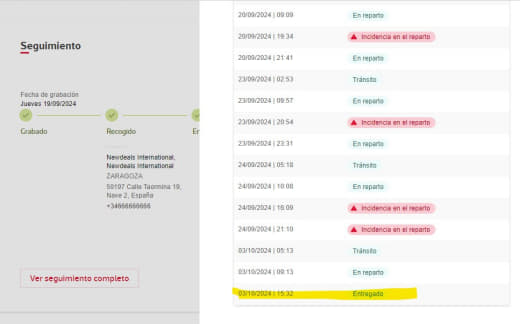 Seguimiento
Fecha de grabación
Jueves 19/09/2024
Grabado
Recogido
En
Newdeals International,
Newdeals International
ZARAGOZA
50197 Calle Taormina 19,
Nave 2, España
+34666666666
Ver seguimiento completo
20/09/2024 | 09:09 En reparto
20/09/2024 | 19:34 Incidencia en el reparto
20/09/2024 | 21:41 En reparto
23/09/2024 | 02:53 Tránsito
23/09/2024 | 09:57 En reparto
23/09/2024 | 20:54 Incidencia en el reparto
23/09/2024 | 23:31 En reparto
24/09/2024 | 05:18 Tránsito
24/09/2024 | 10:08 En reparto
24/09/2024 | 16:09 Incidencia en el reparto
24/09/2024 | 21:10 Incidencia en el reparto
03/10/2024 | 05:13 Tránsito
03/10/2024 | 09:13 En reparto
03/10/2024 | 15:32 Entregado